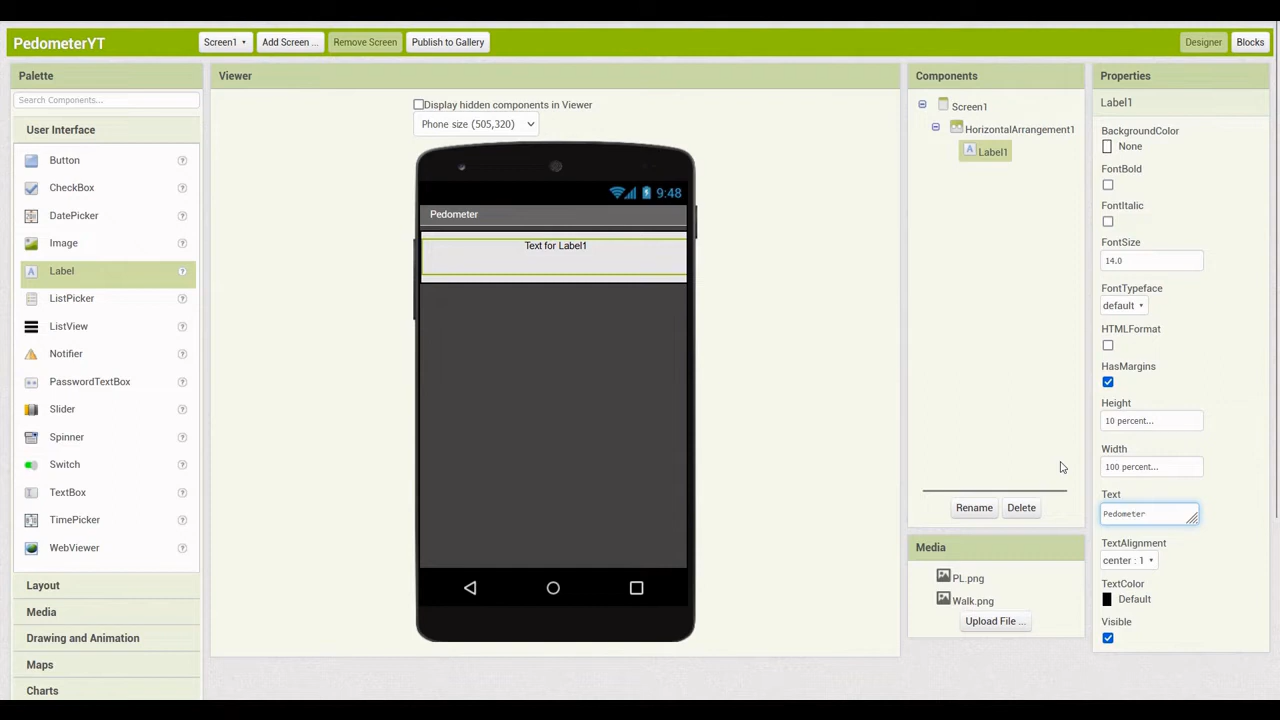 PedometerYT
Screen1
Add Screen ...
Remove Screen
Publish to Gallery
Designer
Blocks
Palette
Search Components...
User Interface
Button
CheckBox
DatePicker
Image
Label
ListPicker
ListView
Notifier
PasswordTextBox
Slider
Spinner
Switch
TextBox
TimePicker
WebViewer
Layout
Media
Drawing and Animation
Maps
Charts
Viewer
Display hidden components in Viewer
Phone size (505,320)
9:48
Pedometer
Text for Label1
Components
Screen1
HorizontalArrangement1
A Label1
Rename
Delete
Media
PL.png
Walk.png
Upload File ...
Properties
Label1
BackgroundColor
None
FontBold
FontItalic
FontSize
14.0
FontTypeface
default
HTMLFormat
HasMargins
Height
10 percent...
Width
100 percent...
Text
Pedometer
TextAlignment
center : 1
TextColor
Default
Visible